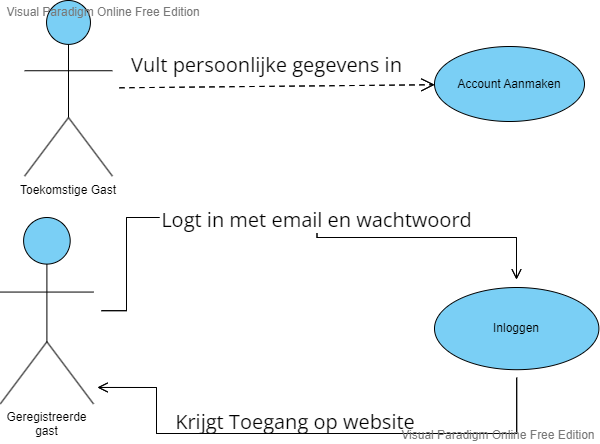 Visual Paradigm Online Free Edition
Vult persoonlijke gegevens in
Account Aanmaken
Toekomstige Gast
Logt in met email en wachtwoord
Inloggen
Geregistreerde
gast
Krijgt Toegang op website
Visual Paradigm Online Free Edition